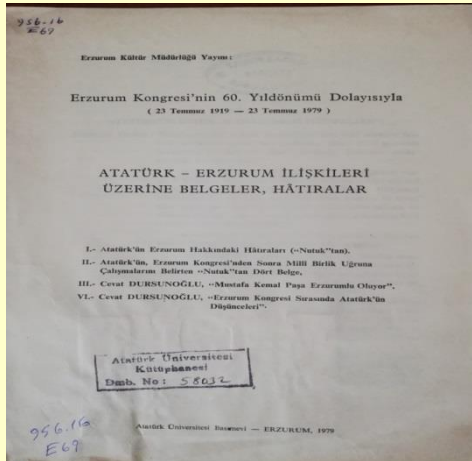 956.16
E69
Erzurum Kültür Müdürlüğü Yayını:
Erzurum Kongresi'nin 60. Yıldönümü Dolayısıyla
( 23 Temmuz 1919 — 23 Temmuz 1979 )
ATATÜRK – ERZURUM İLİŞKİLERİ
ÜZERİNE BELGELER, HÂTIRALAR
I.- Atatürk'ün Erzurum Hakkındaki Hâtıraları («Nutuk»tan).
II.- Atatürk'ün, Erzurum Kongresi'nden Sonra Millî Birlik Uğruna
Çalışmalarını Belirten «Nutuk»tan Dört Belge,
III.- Cevat DURSUNOĞLU, «Mustafa Kemal Paşa Erzurumlu Oluyor»,
VI.- Cevat DURSUNOĞLU, «Erzurum Kongresi Sırasında Atatürk'ün
Düşünceleri».
Atatürk Üniversitesi
Kütüphanesi
Dmb. No: 58032
956.16
E69
Atatürk Üniversitesi Basımevi — ERZURUM, 1979